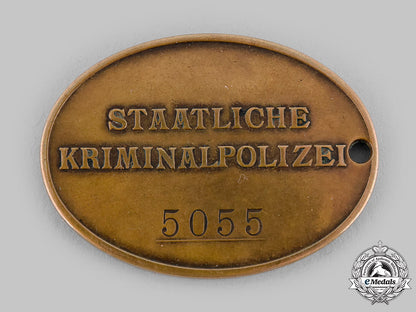 STAATLICHE
KRIMINALPOLIZEI
5055
eMedals